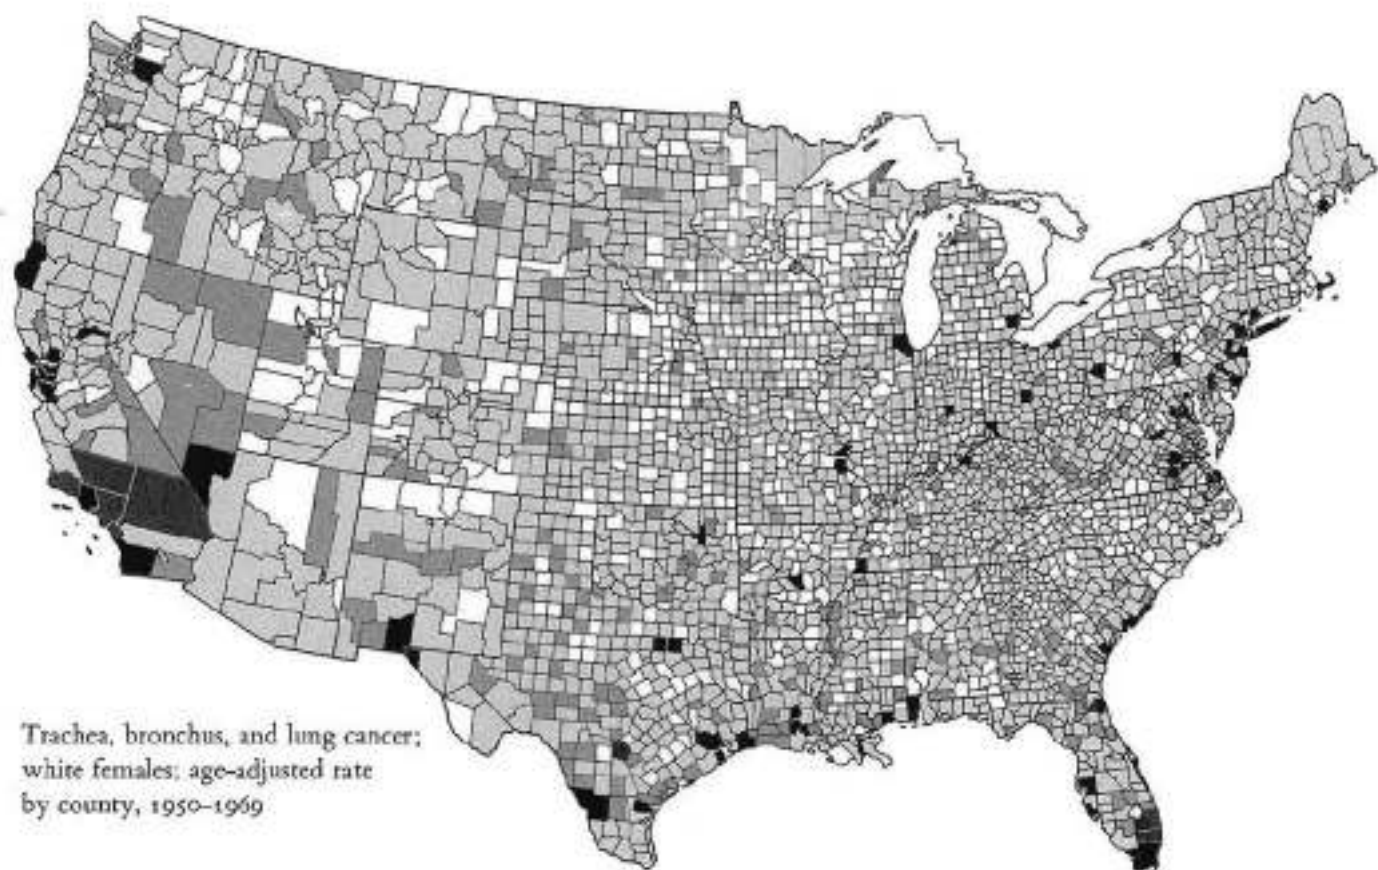 Trachea, bronchus, and lung cancer;
white females; age-adjusted rate
by county, 1950–1969